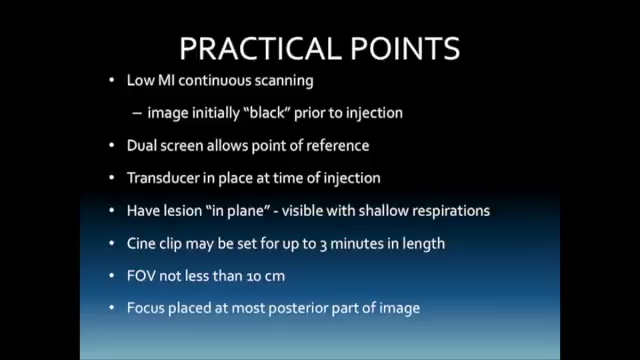 PRACTICAL POINTS
• Low MI continuous scanning
– image initially “black” prior to injection
• Dual screen allows point of reference
• Transducer in place at time of injection
• Have lesion “in plane” - visible with shallow respirations
• Cine clip may be set for up to 3 minutes in length
• FOV not less than 10 cm
• Focus placed at most posterior part of image